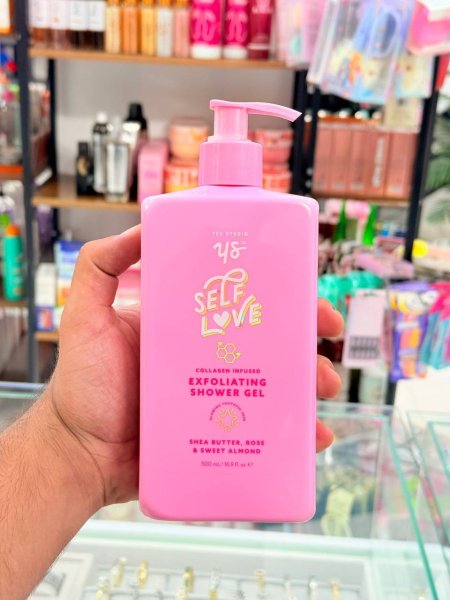 YES STUDIO
ys™
SELF
LOVE
COLLAGEN INFUSED
EXFOLIATING
SHOWER GEL
SHEA BUTTER, ROSE
& SWEET ALMOND
500 mL / 16.9 fl. oz ℮